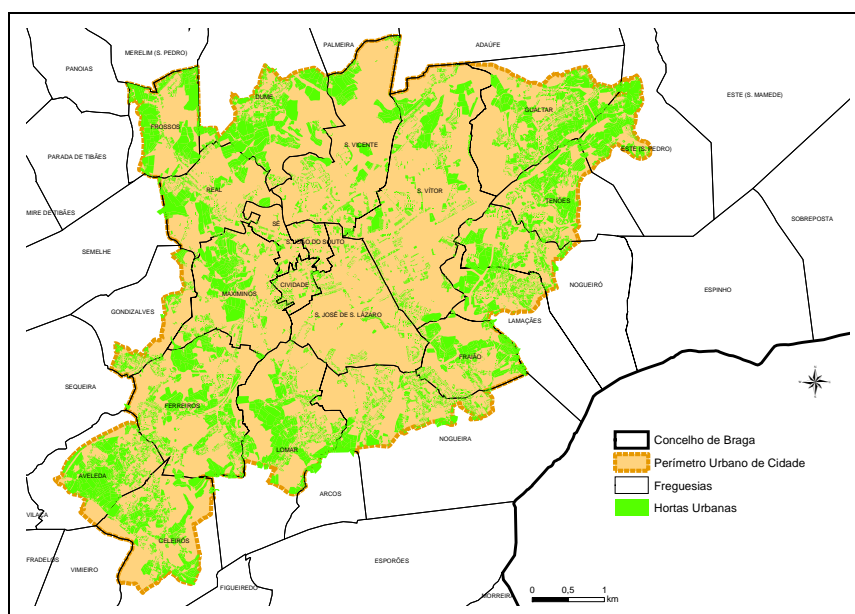 PALMEIRA
ADAÚFE
MERELIM (S. PEDRO)
PANOIAS
ESTE (S. MAMEDE)
DUME
GUALTAR
FROSSOS
S. VICENTE
ESTE (S. PEDRO)
PARADA DE TIBÃES
REAL
S. VÍTOR
TENÕES
MIRE DE TIBÃES
SÉ
SOBREPOSTA
S. JOÃO DO SOUTO
SEMELHE
NOGUEIRÓ
CIVIDADE
ESPINHO
MAXIMINOS
GONDIZALVES
S. JOSÉ DE S. LÁZARO
LAMAÇÃES
FRAIÃO
SEQUEIRA
FERREIROS
NOGUEIRA
Concelho de Braga
LOMAR
Perímetro Urbano de Cidade
AVELEDA
Freguesias
ARCOS
Hortas Urbanas
VILAÇA
CELEIRÓS
FRADELOS
ESPORÕES
VIMIEIRO
FIGUEIREDO
MORREIRA
0 0,5 1
km